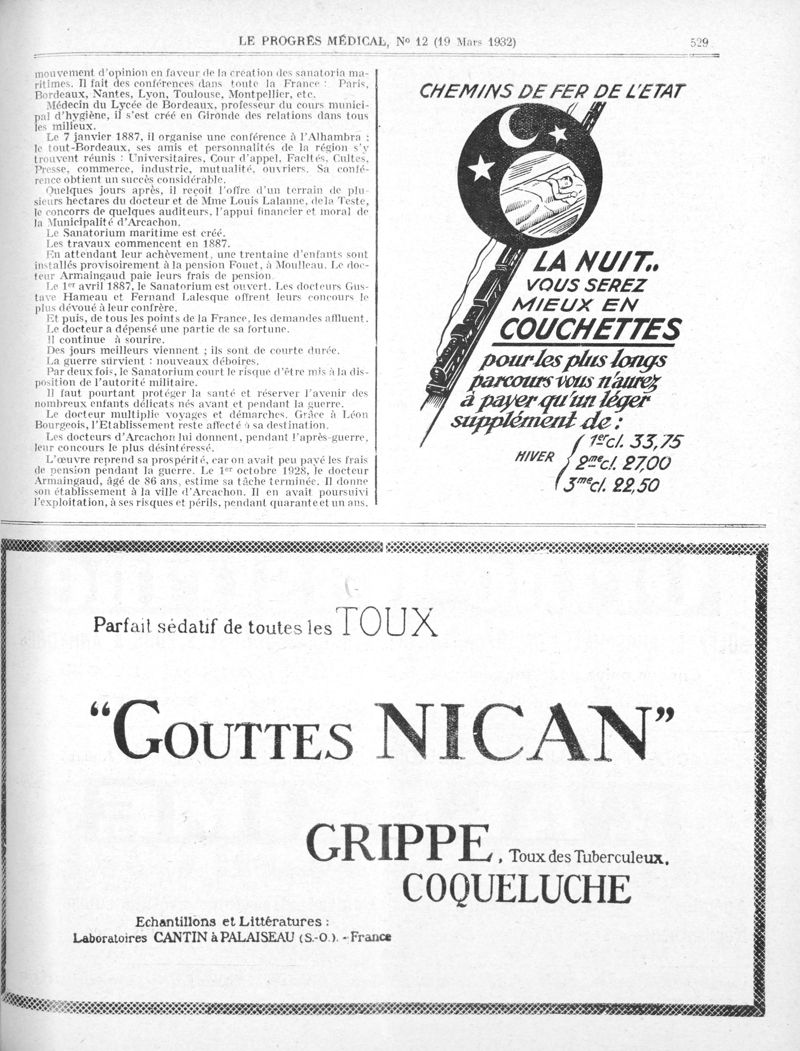 LE PROGRÈS MÉDICAL, No 12 (19 Mars 1932)
529
mouvement d'opinion en faveur de la création des sanatoria ma-
ritimes. Il fait des conférences dans toute la France : Paris,
Bordeaux, Nantes, Lyon, Toulouse, Montpellier, etc.
Médecin du Lycée de Bordeaux, professeur du cours munici-
pal d'hygiène, il s'est créé en Gironde des relations dans tous
les milieux.
Le 7 janvier 1887, il organise une conférence à l'Alhambra ;
le tout-Bordeaux, ses amis et personnalités de la région s'y
trouvent réunis : Universitaires, Cour d'appel, Facltés, Cultes,
Presse, commerce, industrie, mutualité, ouvriers. Sa confé-
rence obtient un succès considérable.
Quelques jours après, il reçoit l'offre d'un terrain de plu-
sieurs hectares du docteur et de Mme Louis Lalanne, de la Teste,
le concorrs de quelques auditeurs, l'appui financier et moral de
la Municipalité d'Arcachon.
Le Sanatorium maritime est créé.
Les travaux commencent en 1887.
En attendant leur achèvement, une trentaine d'enfants sont
installés provisoirement à la pension Fouet, à Moulleau. Le doc-
teur Armaingaud paie leurs frais de pension.
Le 1er avril 1887, le Sanatorium est ouvert. Les docteurs Gus-
tave Hameau et Fernand Lalesque offrent leurs concours le
plus dévoué à leur confrère.
Et puis, de tous les points de la France, les demandes affluent.
Le docteur a dépensé une partie de sa fortune.
Il continue à sourire.
Des jours meilleurs viennent ; ils sont de courte durée.
La guerre survient : nouveaux déboires.
Par deux fois, le Sanatorium court le risque d'être mis à la dis-
position de l'autorité militaire.
Il faut pourtant protéger la santé et réserver l'avenir des
nombreux enfants délicats nés avant et pendant la guerre.
Le docteur multiplie voyages et démarches. Grâce à Léon
Bourgeois, l'Etablissement reste affecté à sa destination.
Les docteurs d'Arcachon lui donnent, pendant l'après-guerre,
leur concours le plus désintéressé.
L'œuvre reprend sa prospérité, car on avait peu payé les frais
de pension pendant la guerre. Le 1er octobre 1928, le docteur
Armaingaud, âgé de 86 ans, estime sa tâche terminée. Il donne
son établissement à la ville d'Arcachon. Il en avait poursuivi
l'exploitation, à ses risques et périls, pendant quarante et un ans.
CHEMINS DE FER DE L'ETAT
LA NUIT..
VOUS SEREZ
MIEUX EN
COUCHETTES
pour les plus longs
parcours vous n'aurez
à payer qu'un léger
supplément de :
HIVER
1er cl. 33,75
2me cl. 27,00
3me cl. 22,50
Parfait sédatif de toutes les TOUX
"GOUTTES NICAN"
GRIPPE, Toux des Tuberculeux,
COQUELUCHE
Echantillons et Littératures :
Laboratoires CANTIN à PALAISEAU (S.-O.). - France